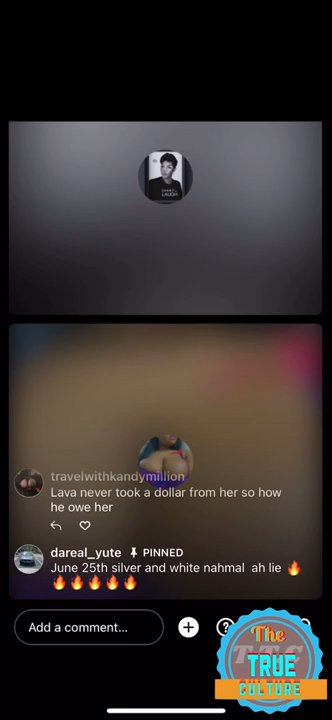 travelwithkandymillion
Lava never took a dollar from her so how
he owe her
dareal_yute PINNED
June 25th silver and white nahmal ah lie 🔥
🔥🔥🔥🔥🔥
Add a comment...
The
TTC
TRUE
CULTURE